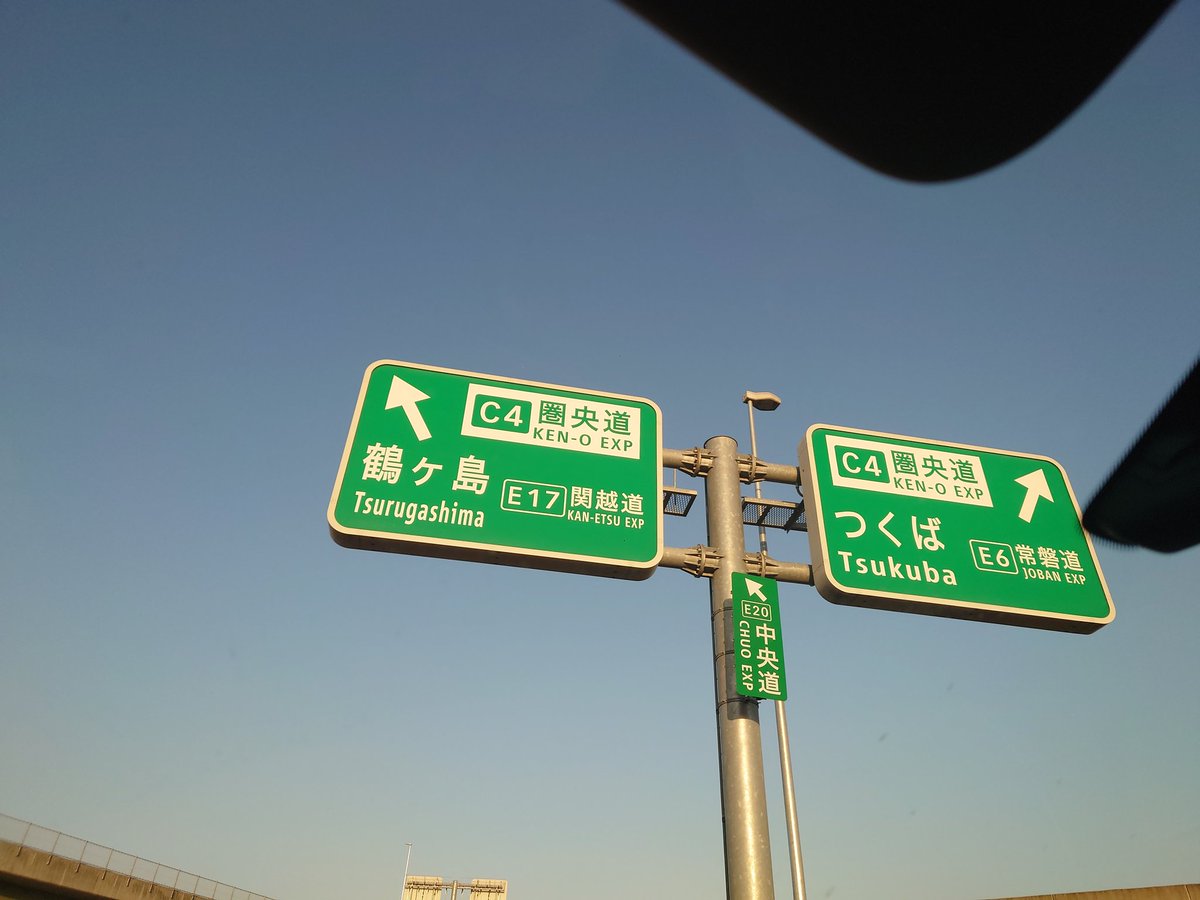 C4 圏央道
KEN-O EXP
鶴ヶ島
Tsurugashima
E17 関越道
KAN-ETSU EXP
C4 圏央道
KEN-O EXP
つくば
Tsukuba
E6 常磐道
JOBAN EXP
E20
中央道
CHUO EXP